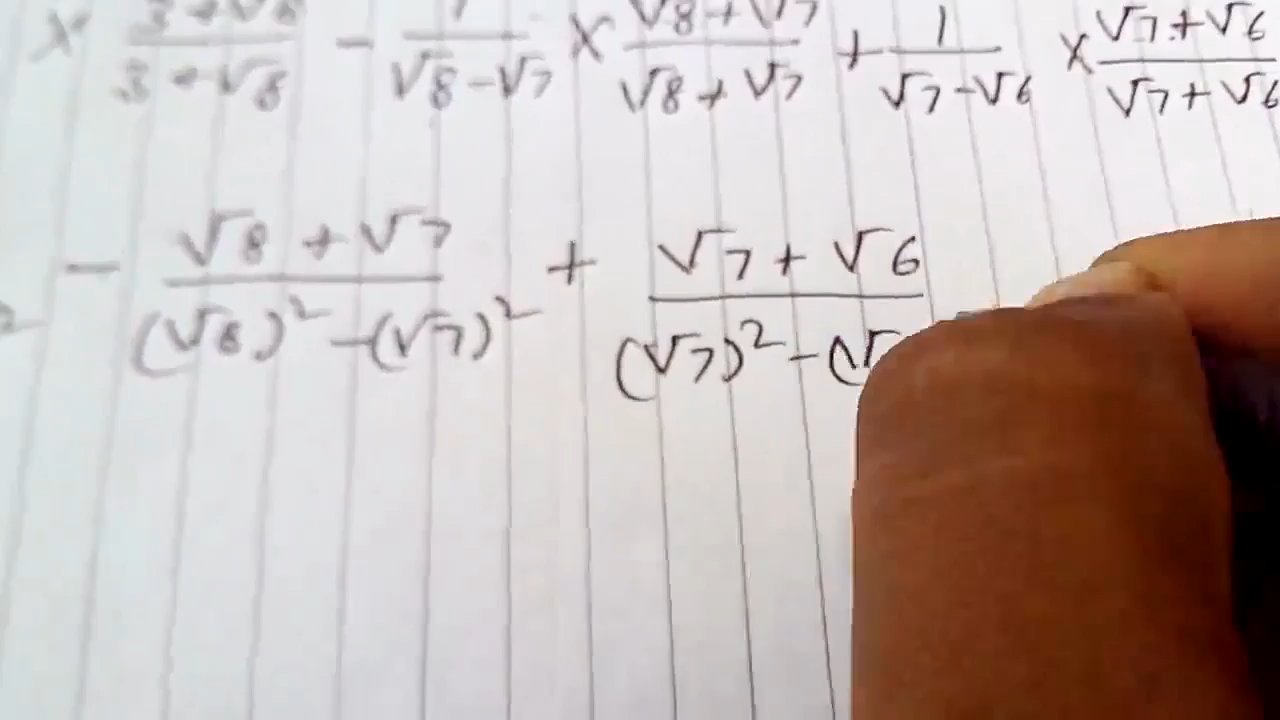 × (3+√8)/(3+√8) − 1/(√8−√7) × (√8+√7)/(√8+√7) + 1/(√7−√6) × (√7+√6)/(√7+√6)
− (√8+√7)/((√8)²−(√7)²) + (√7+√6)/((√7)²−(√